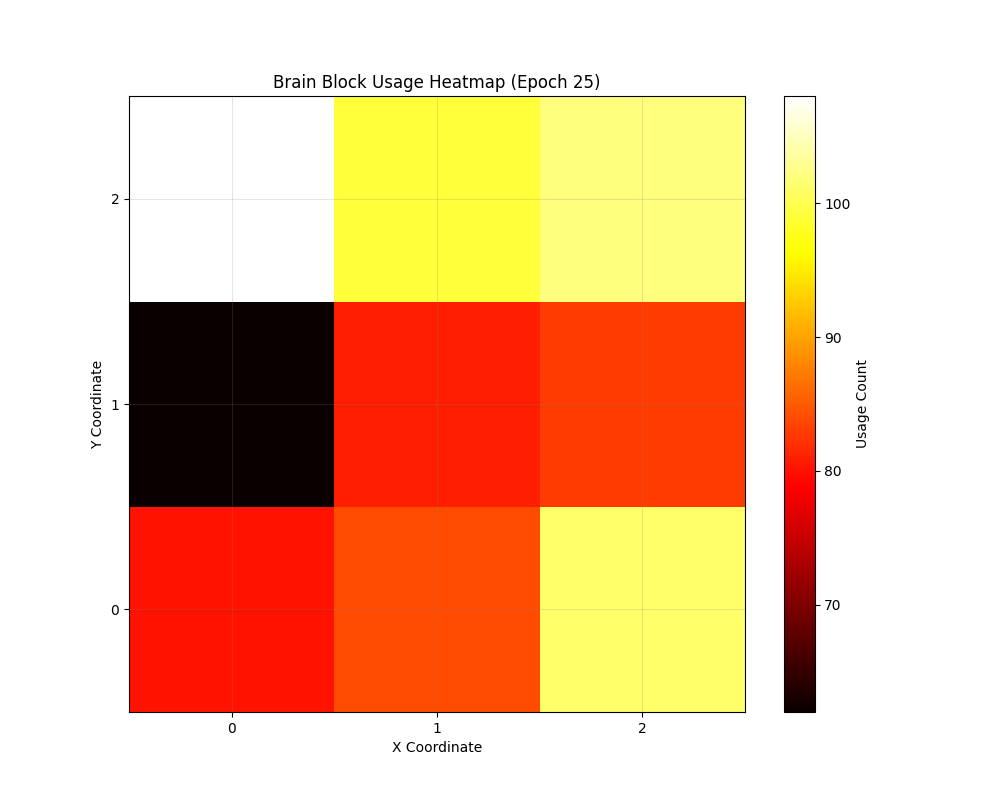 Brain Block Usage Heatmap (Epoch 25)
2
1
0
Y Coordinate
0 1 2
X Coordinate
100
90
80
70
Usage Count